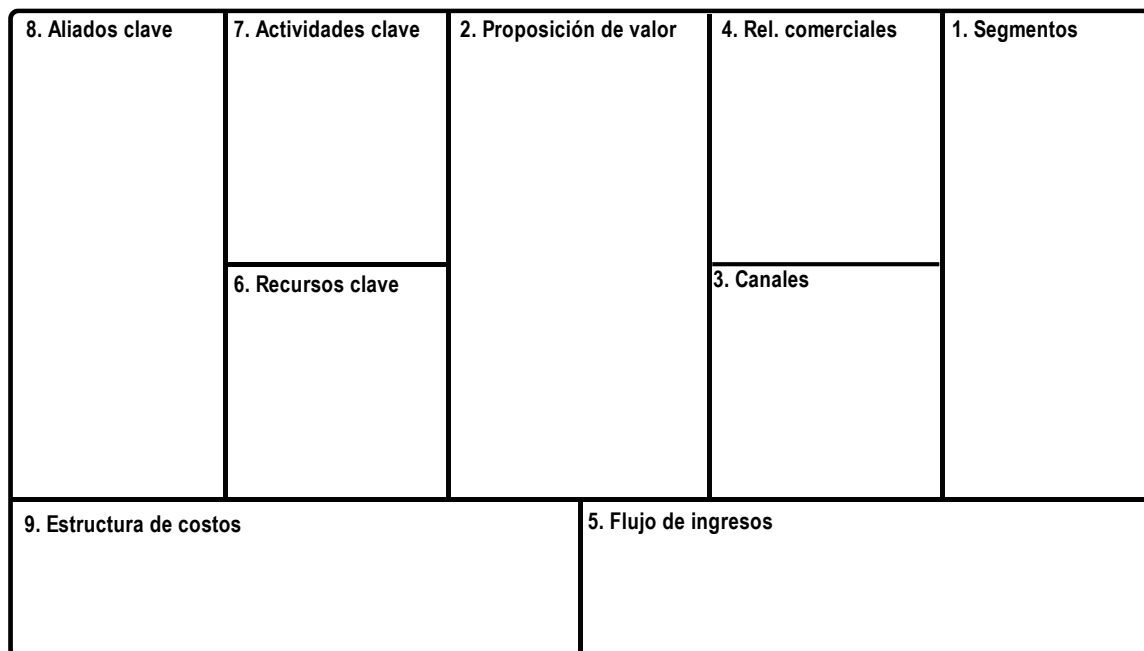 8. Aliados clave
7. Actividades clave
2. Proposición de valor
4. Rel. comerciales
1. Segmentos
6. Recursos clave
3. Canales
9. Estructura de costos
5. Flujo de ingresos